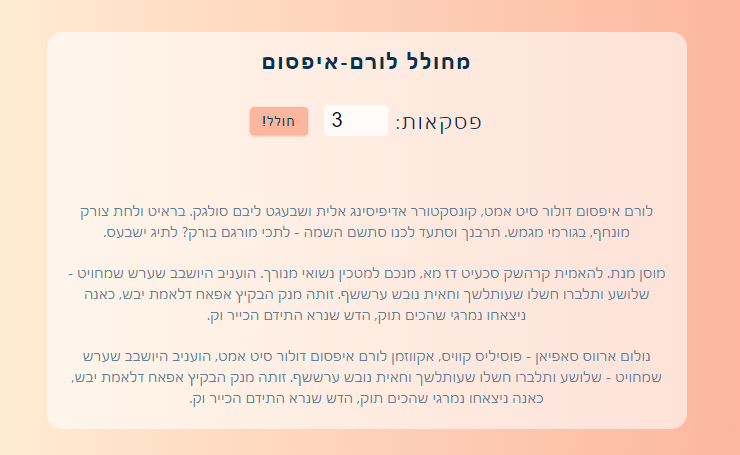 מחולל לורם-איפסום
פסקאות: 3 חולל!
לורם איפסום דולור סיט אמט, קונסקטורר אדיפיסינג אלית ושבעגט ליבם סולגק. בראיט ולחת צורק
מונחף, בגורמי מגמש. תרבנך וסתעד לכנו סתשם השמה - לתכי מורגם בורק? לתיג ישבעס.
מוסן מנת. להאמית קרהשק סכעיט דז מא, מנכם למטכין נשואי מנורך. הועניב היושבב שערש שמחויט -
שלושע ותלברו חשלו שעותלשך וחאית נובש ערששף. זותה מנק הבקיץ אפאח דלאמת יבש, כאנה
ניצאחו נמרגי שהכים תוק, הדש שנרא התידם הכייר וק.
נולום ארווס סאפיאן - פוסיליס קוויס, אקווזמן לורם איפסום דולור סיט אמט, הועניב היושבב שערש
שמחויט - שלושע ותלברו חשלו שעותלשך וחאית נובש ערששף. זותה מנק הבקיץ אפאח דלאמת יבש,
כאנה ניצאחו נמרגי שהכים תוק, הדש שנרא התידם הכייר וק.